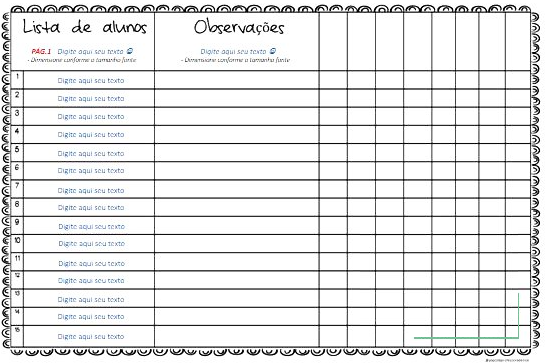 Lista de alunos
Observações
PÁG.1 Digite aqui seu texto
- Dimensione conforme o tamanho fonte
Digite aqui seu texto
- Dimensione conforme o tamanho fonte
1 Digite aqui seu texto
2 Digite aqui seu texto
3 Digite aqui seu texto
4 Digite aqui seu texto
5 Digite aqui seu texto
6 Digite aqui seu texto
7 Digite aqui seu texto
8 Digite aqui seu texto
9 Digite aqui seu texto
10 Digite aqui seu texto
11 Digite aqui seu texto
12 Digite aqui seu texto
13 Digite aqui seu texto
14 Digite aqui seu texto
15 Digite aqui seu texto